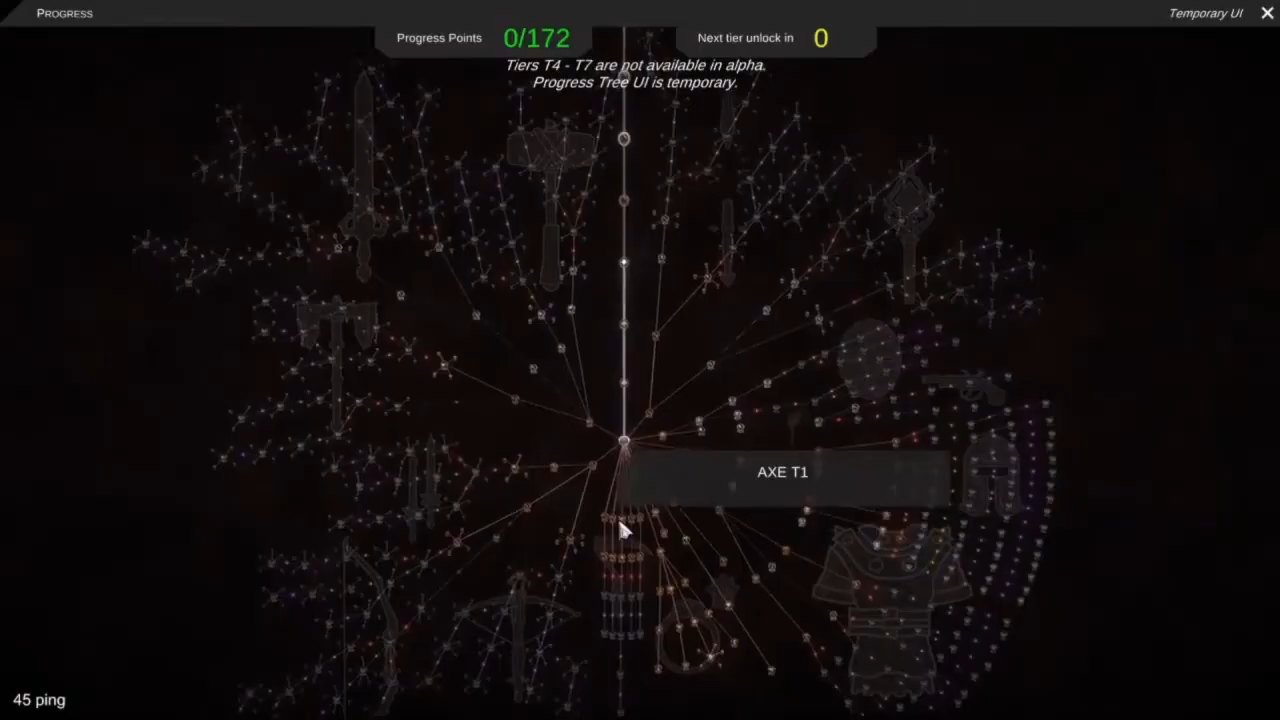 PROGRESS
Temporary UI
Progress Points 0/172
Next tier unlock in 0
Tiers T4 - T7 are not available in alpha.
Progress Tree UI is temporary.
AXE T1
45 ping